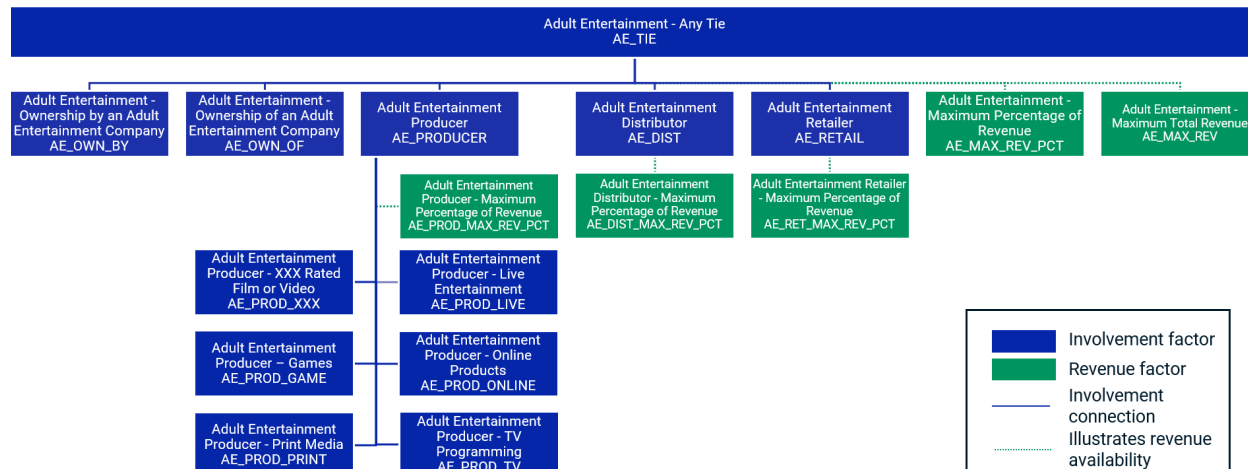 Adult Entertainment - Any Tie
AE_TIE
Adult Entertainment -
Ownership by an Adult
Entertainment Company
AE_OWN_BY
Adult Entertainment -
Ownership of an Adult
Entertainment Company
AE_OWN_OF
Adult Entertainment
Producer
AE_PRODUCER
Adult Entertainment
Distributor
AE_DIST
Adult Entertainment
Retailer
AE_RETAIL
Adult Entertainment -
Maximum Percentage of
Revenue
AE_MAX_REV_PCT
Adult Entertainment -
Maximum Total Revenue
AE_MAX_REV
Adult Entertainment
Producer - Maximum
Percentage of Revenue
AE_PROD_MAX_REV_PCT
Adult Entertainment
Distributor - Maximum
Percentage of Revenue
AE_DIST_MAX_REV_PCT
Adult Entertainment Retailer
- Maximum Percentage of
Revenue
AE_RET_MAX_REV_PCT
Adult Entertainment
Producer - XXX Rated
Film or Video
AE_PROD_XXX
Adult Entertainment
Producer - Live
Entertainment
AE_PROD_LIVE
Adult Entertainment
Producer – Games
AE_PROD_GAME
Adult Entertainment
Producer - Online
Products
AE_PROD_ONLINE
Adult Entertainment
Producer - Print Media
AE_PROD_PRINT
Adult Entertainment
Producer - TV
Programming
AE_PROD_TV
Involvement factor
Revenue factor
Involvement
connection
Illustrates revenue
availability